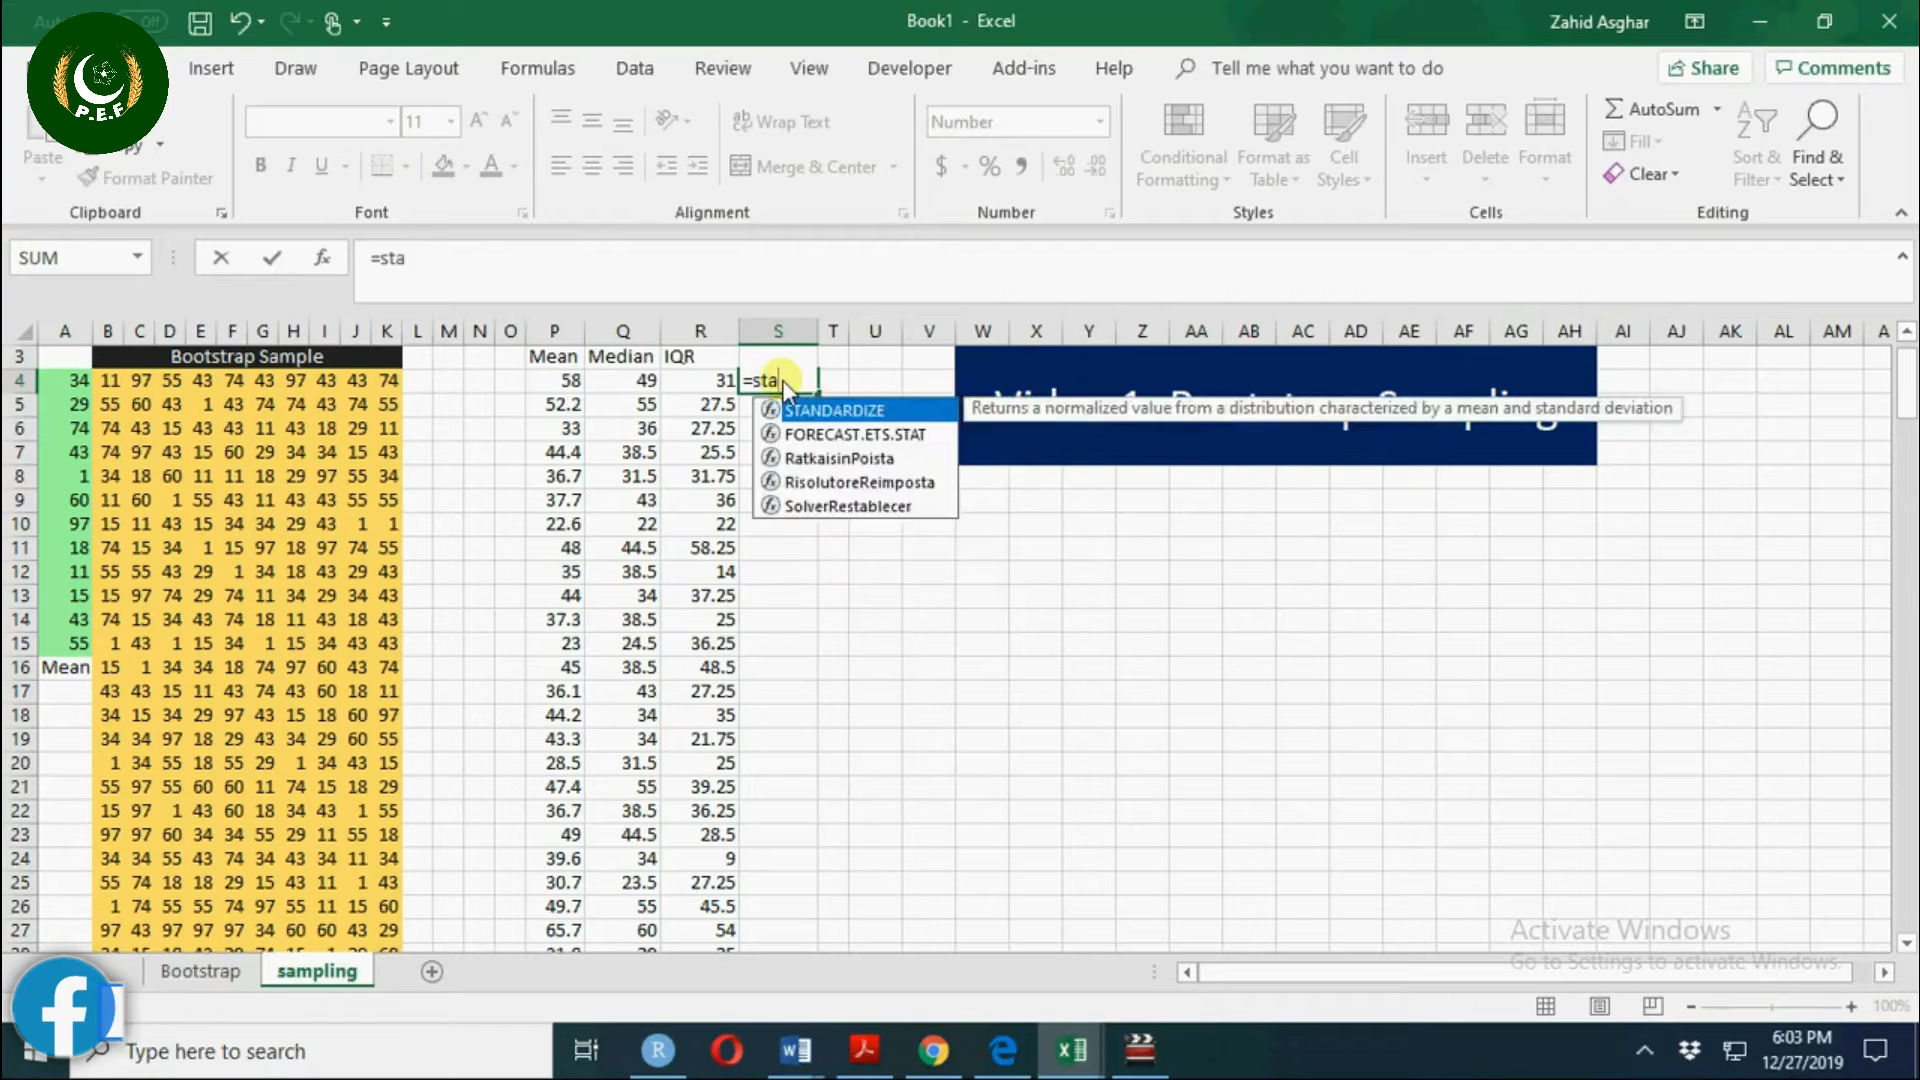 Book1 - Excel
Zahid Asghar
P.E.F
Insert Draw Page Layout Formulas Data Review View Developer Add-ins Help Tell me what you want to do Share Comments
Paste
Format Painter
Clipboard
11
B I U
Font
Wrap Text
Merge & Center
Alignment
Number
$ %
Number
Conditional Formatting
Format as Table
Cell Styles
Styles
Insert
Delete
Format
Cells
AutoSum
Fill
Clear
Sort & Filter
Find & Select
Editing
SUM
fx
=sta
A B C D E F G H I J K L M N O P Q R S T U V W X Y Z AA AB AC AD AE AF AG AH AI AJ AK AL AM A
3 Bootstrap Sample Mean Median IQR
4 34 11 97 55 43 74 43 97 43 43 74 58 49 31 =sta
5 29 55 60 43 1 43 74 74 43 74 55 52.2 55 27.5
6 74 74 43 15 43 43 11 43 18 29 11 33 36 27.25
7 43 74 97 43 15 60 29 34 34 15 43 44.4 38.5 25.5
8 1 34 18 60 11 11 18 29 97 55 34 36.7 31.5 31.75
9 60 11 60 1 55 43 11 43 43 55 55 37.7 43 36
10 97 15 11 43 15 34 34 29 43 1 1 22.6 22 22
11 18 74 15 34 1 15 97 18 97 74 55 48 44.5 58.25
12 11 55 55 43 29 1 34 18 43 29 43 35 38.5 14
13 15 15 97 74 29 74 11 34 29 34 43 44 34 37.25
14 43 74 15 34 43 74 18 11 43 18 43 37.3 38.5 25
15 55 1 43 1 15 34 1 15 34 43 43 23 24.5 36.25
16 Mean 15 1 34 34 18 74 97 60 43 74 45 38.5 48.5
17 43 43 15 11 43 74 43 60 18 11 36.1 43 27.25
18 34 15 34 29 97 43 15 18 60 97 44.2 34 35
19 34 34 97 18 29 43 34 29 60 55 43.3 34 21.75
20 1 34 55 18 55 29 1 34 43 15 28.5 31.5 25
21 55 97 55 60 60 11 74 15 18 29 47.4 55 39.25
22 15 97 1 43 60 18 34 43 1 55 36.7 38.5 36.25
23 97 97 60 34 34 55 29 11 55 18 49 44.5 28.5
24 34 34 55 43 74 34 43 34 11 34 39.6 34 9
25 55 74 18 18 29 15 43 11 1 43 30.7 23.5 27.25
26 1 74 55 55 74 97 55 11 15 60 49.7 55 45.5
27 97 43 97 97 97 34 60 60 43 29 65.7 60 54
STANDARDIZE
FORECAST.ETS.STAT
RatkaisinPoista
RisolutoreReimposta
SolverRestablecer
Returns a normalized value from a distribution characterized by a mean and standard deviation
Activate Windows
Go to Settings to activate Windows.
Bootstrap sampling
100%
f
Type here to search
R
6:03 PM
12/27/2019